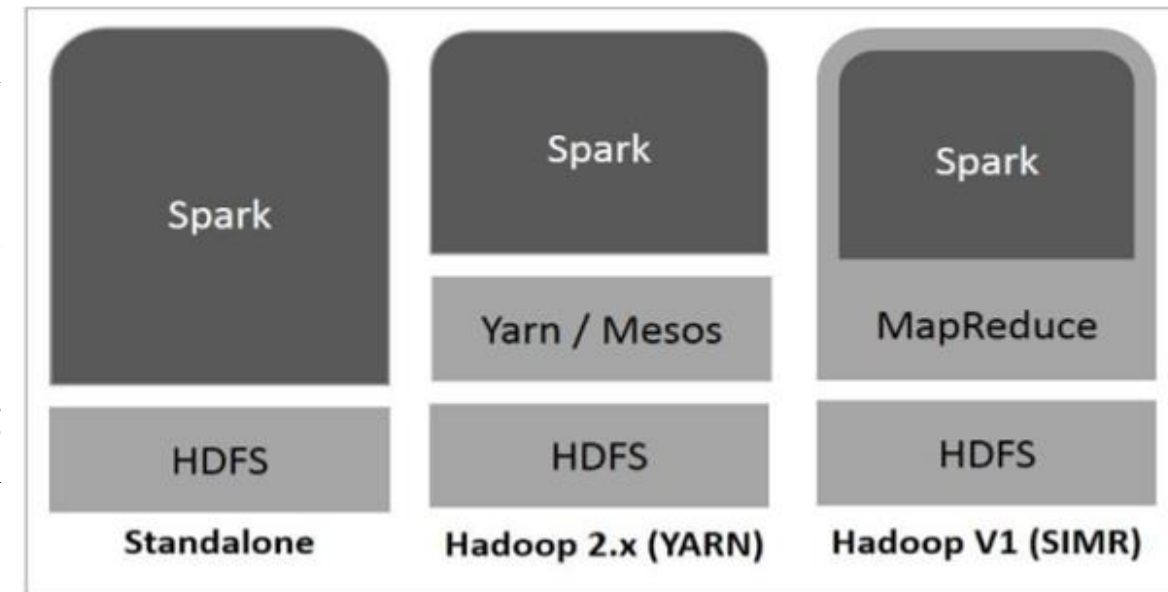 Spark
HDFS
Standalone
Spark
Yarn / Mesos
HDFS
Hadoop 2.x (YARN)
Spark
MapReduce
HDFS
Hadoop V1 (SIMR)